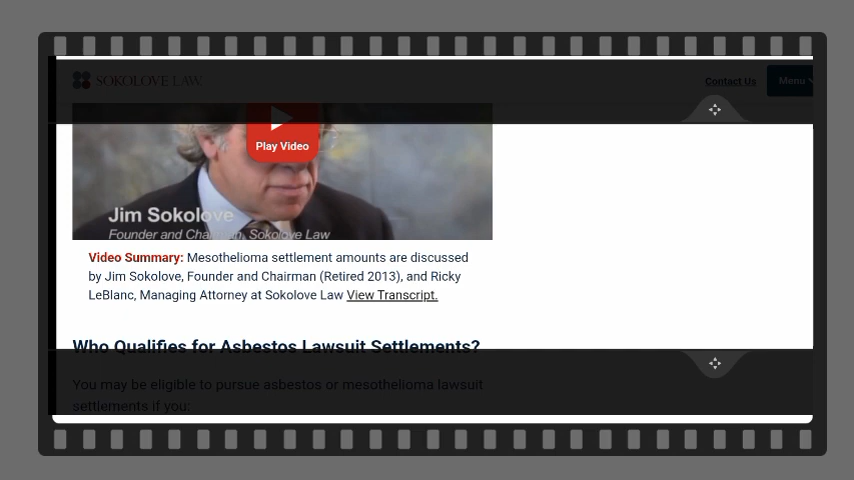 SOKOLOVE LAW
Contact Us
Menu
Play Video
Jim Sokolove
Founder and Chairman, Sokolove Law
Video Summary: Mesothelioma settlement amounts are discussed
by Jim Sokolove, Founder and Chairman (Retired 2013), and Ricky
LeBlanc, Managing Attorney at Sokolove Law View Transcript.
Who Qualifies for Asbestos Lawsuit Settlements?
You may be eligible to pursue asbestos or mesothelioma lawsuit
settlements if you: